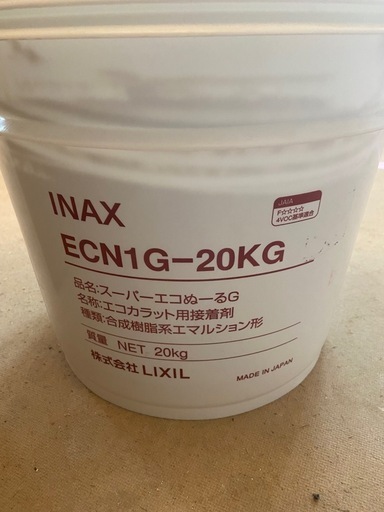 INAX
JAIA
F☆☆☆☆
4VOC基準適合
ECN1G-20KG
品名:スーパーエコぬーるG
名称:エコカラット用接着剤
種類:合成樹脂系エマルション形
質量 NET. 20kg
株式会社 LIXIL
MADE IN JAPAN